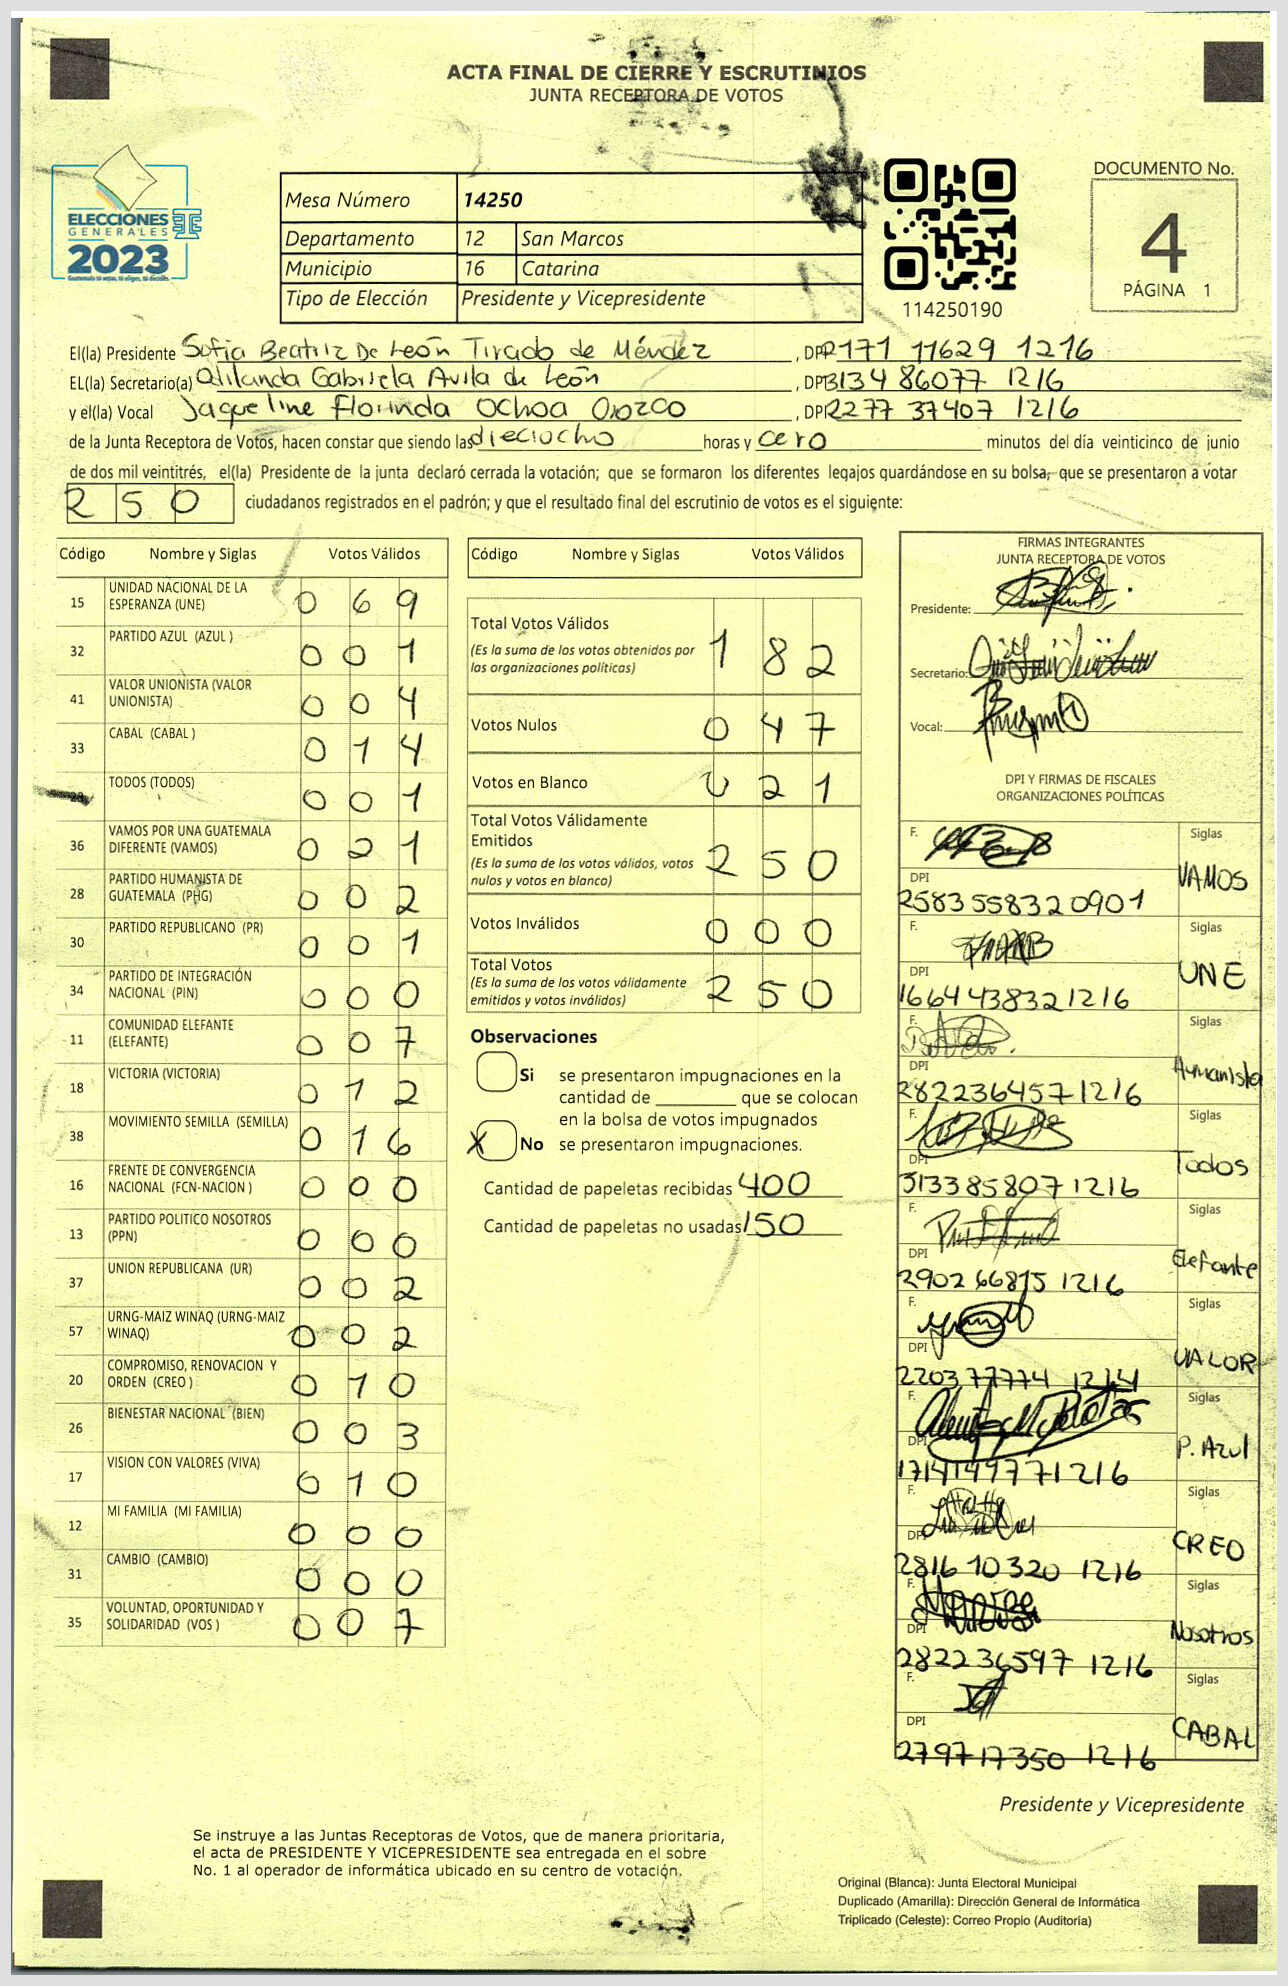 ACTA FINAL DE CIERRE Y ESCRUTINIOS
JUNTA RECEPTORA DE VOTOS
ELECCIONES
GENERALES
2023
Mesa Número 14250
Departamento 12 San Marcos
Municipio 16 Catarina
Tipo de Elección Presidente y Vicepresidente
114250190
DOCUMENTO No.
4
PÁGINA 1
El(la) Presidente Sofia Beatriz De León Tirado de Méndez, DPI 2171 11629 1216
EL(la) Secretario(a) Gabriela Avila de León, DPI 3134 86077 1216
y el(la) Vocal Jaqueline Florinda Ochoa Orozco, DPI 2277 37407 1216
de la Junta Receptora de Votos, hacen constar que siendo las dieciocho horas y cero minutos del día veinticinco de junio
de dos mil veintitrés, el(la) Presidente de la junta declaró cerrada la votación; que se formaron los diferentes legajos guardándose en su bolsa, que se presentaron a votar
250 ciudadanos registrados en el padrón; y que el resultado final del escrutinio de votos es el siguiente:
Código Nombre y Siglas Votos Válidos
15 UNIDAD NACIONAL DE LA ESPERANZA (UNE) 0 6 9
32 PARTIDO AZUL (AZUL ) 0 0 1
41 VALOR UNIONISTA (VALOR UNIONISTA) 0 0 4
33 CABAL (CABAL ) 0 1 4
TODOS (TODOS) 0 0 1
36 VAMOS POR UNA GUATEMALA DIFERENTE (VAMOS) 0 2 1
28 PARTIDO HUMANISTA DE GUATEMALA (PHG) 0 0 2
30 PARTIDO REPUBLICANO (PR) 0 0 1
34 PARTIDO DE INTEGRACIÓN NACIONAL (PIN) 0 0 0
11 COMUNIDAD ELEFANTE (ELEFANTE) 0 0 7
18 VICTORIA (VICTORIA) 0 1 2
38 MOVIMIENTO SEMILLA (SEMILLA) 0 1 6
16 FRENTE DE CONVERGENCIA NACIONAL (FCN-NACION ) 0 0 0
13 PARTIDO POLITICO NOSOTROS (PPN) 0 0 0
37 UNION REPUBLICANA (UR) 0 0 2
57 URNG-MAIZ WINAQ (URNG-MAIZ WINAQ) 0 0 2
20 COMPROMISO, RENOVACION Y ORDEN (CREO ) 0 1 0
26 BIENESTAR NACIONAL (BIEN) 0 0 3
17 VISION CON VALORES (VIVA) 0 1 0
12 MI FAMILIA (MI FAMILIA) 0 0 0
31 CAMBIO (CAMBIO) 0 0 0
35 VOLUNTAD, OPORTUNIDAD Y SOLIDARIDAD (VOS ) 0 0 7
Código Nombre y Siglas Votos Válidos
Total Votos Válidos 1 8 2
(Es la suma de los votos obtenidos por
las organizaciones políticas)
Votos Nulos 0 4 7
Votos en Blanco 0 2 1
Total Votos Válidamente
Emitidos 2 5 0
(Es la suma de los votos válidos, votos
nulos y votos en blanco)
Votos Inválidos 0 0 0
Total Votos 2 5 0
(Es la suma de los votos válidamente
emitidos y votos inválidos)
Observaciones
Si se presentaron impugnaciones en la
cantidad de ________ que se colocan
en la bolsa de votos impugnados
X No se presentaron impugnaciones.
Cantidad de papeletas recibidas 400
Cantidad de papeletas no usadas 150
FIRMAS INTEGRANTES
JUNTA RECEPTORA DE VOTOS
Presidente:
Secretario:
Vocal:
DPI Y FIRMAS DE FISCALES
ORGANIZACIONES POLÍTICAS
F. Siglas
DPI VAMOS
2583558320901
F. Siglas
DPI UNE
1664438321216
F. Siglas
DPI Aumanista
2822364571216
F. Siglas
DPI Todos
3133858071216
F. Siglas
DPI Elefante
2902 66875 1216
F. Siglas
DPI VALOR
2203 77774 1214
F. Siglas
DPI P. Azul
1714149771216
F. Siglas
DPI CREO
2816 10320 1216
F. Siglas
DPI Nosotros
2822 36597 1216
F. Siglas
DPI CABAL
2797 17350 1216
Presidente y Vicepresidente
Se instruye a las Juntas Receptoras de Votos, que de manera prioritaria,
el acta de PRESIDENTE Y VICEPRESIDENTE sea entregada en el sobre
No. 1 al operador de informática ubicado en su centro de votación.
Original (Blanca): Junta Electoral Municipal
Duplicado (Amarilla): Dirección General de Informática
Triplicado (Celeste): Correo Propio (Auditoría)